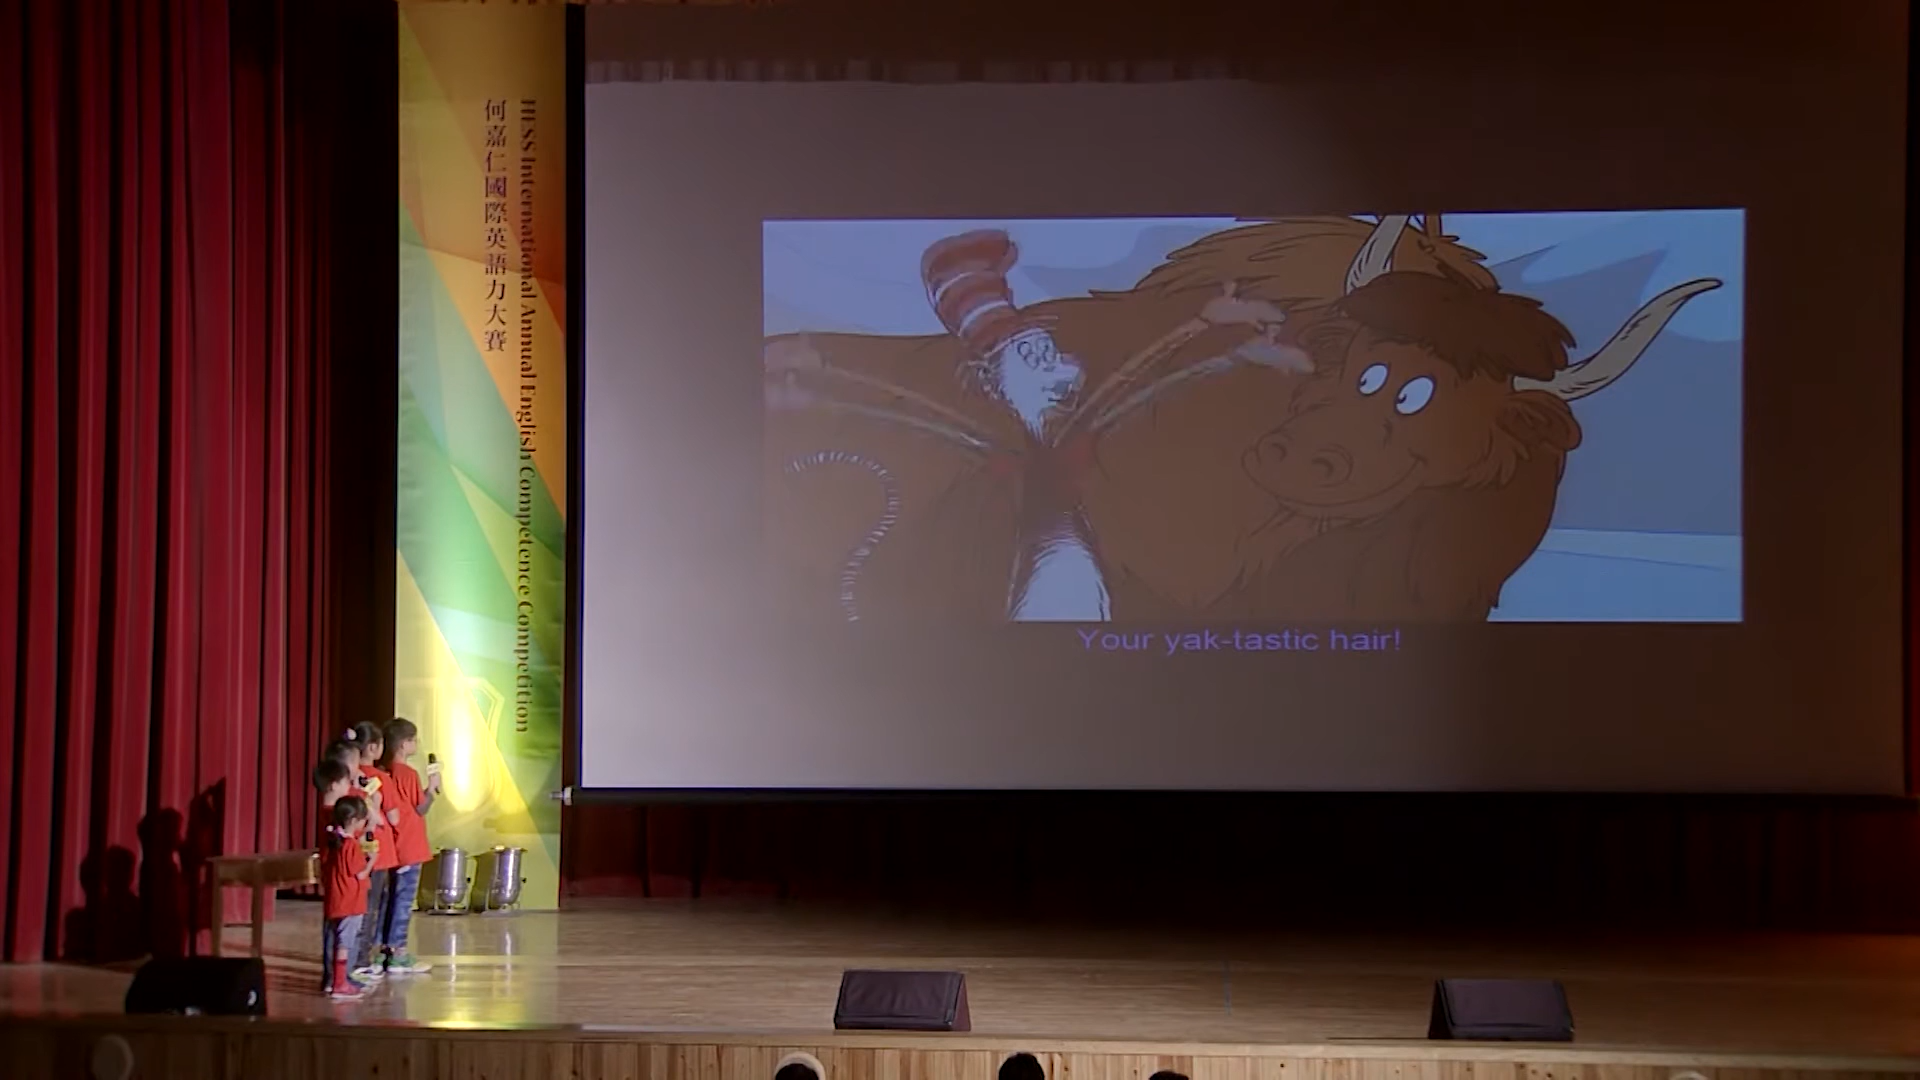 HESS International Annual English Competence Competition
何嘉仁國際英語力大賽
Your yak-tastic hair!